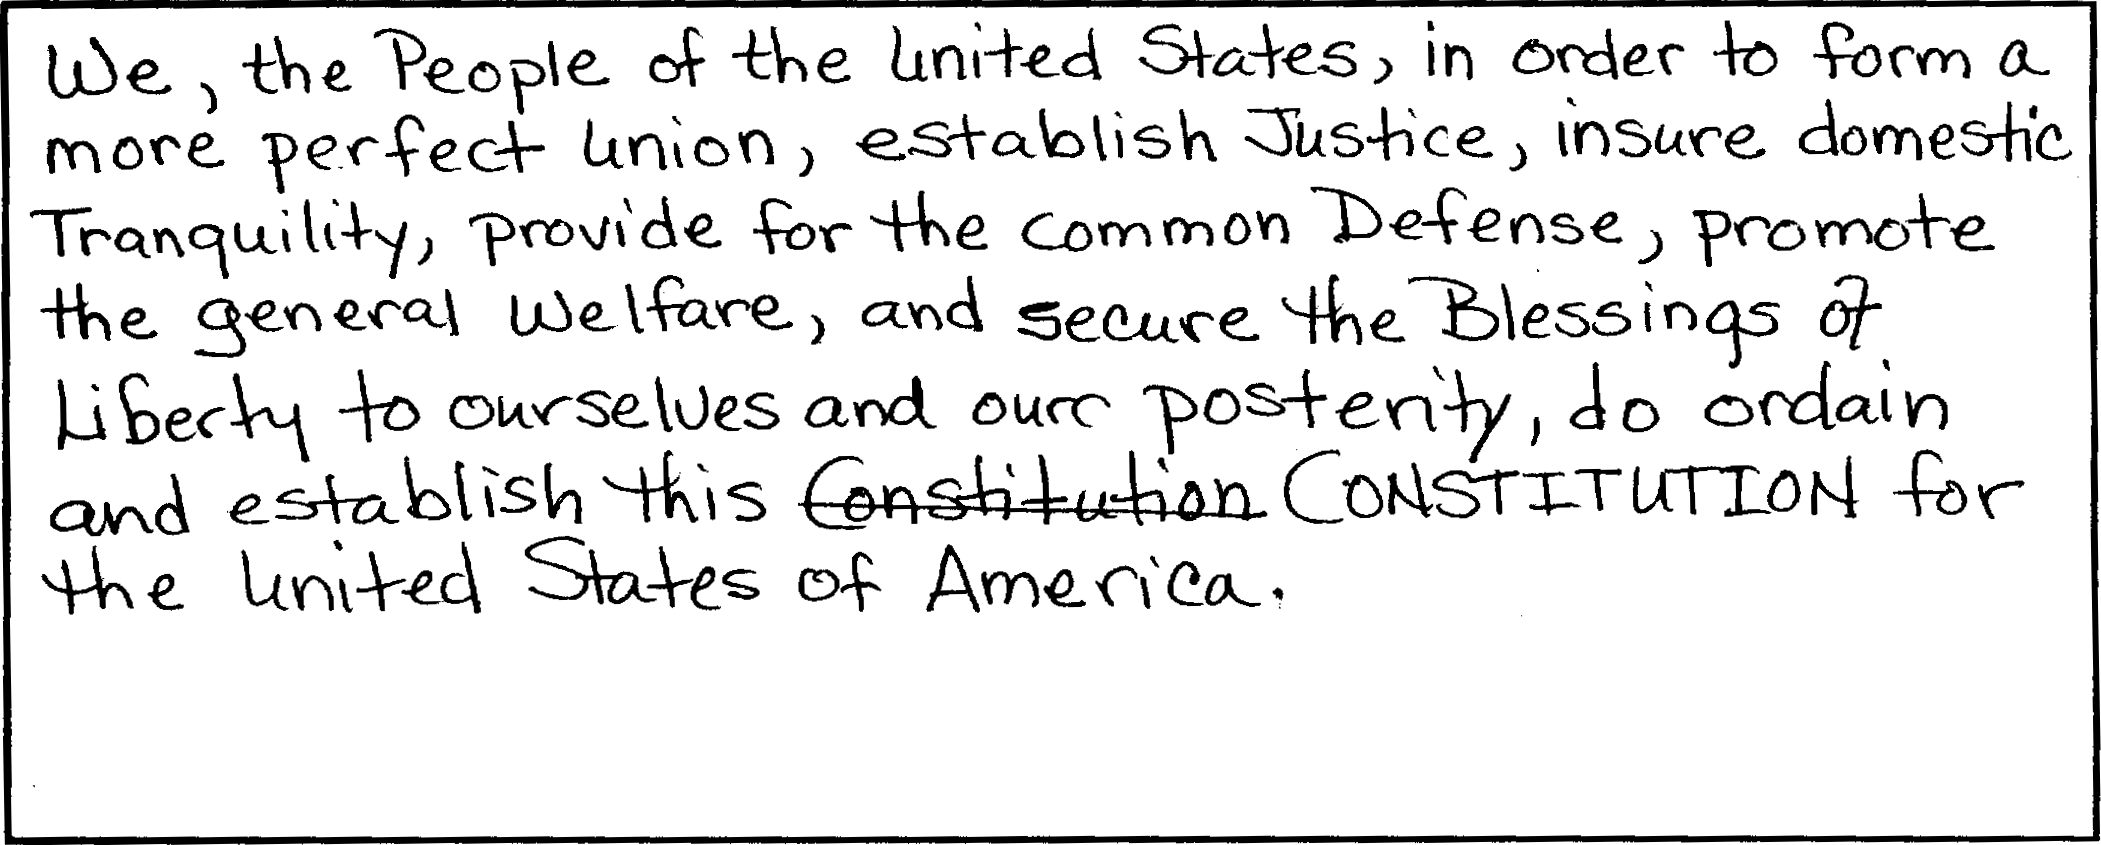 We, the People of the United States, in order to form a
more perfect Union, establish Justice, insure domestic
Tranquility, provide for the common Defense, promote
the general Welfare, and secure the Blessings of
Liberty to ourselves and our posterity, do ordain
and establish this Constitution CONSTITUTION for
the United States of America.